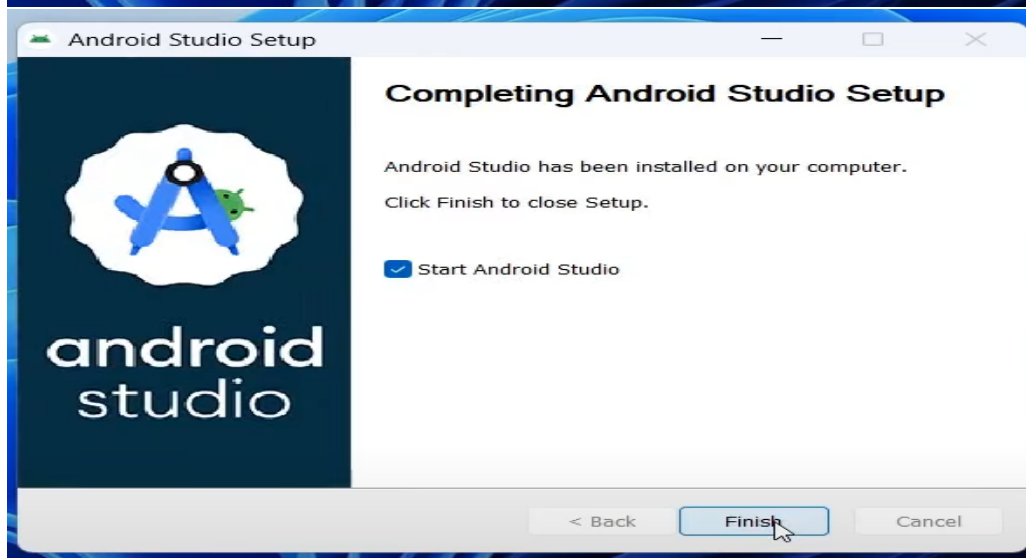 Android Studio Setup
Completing Android Studio Setup
Android Studio has been installed on your computer.
Click Finish to close Setup.
Start Android Studio
android
studio
< Back
Finish
Cancel